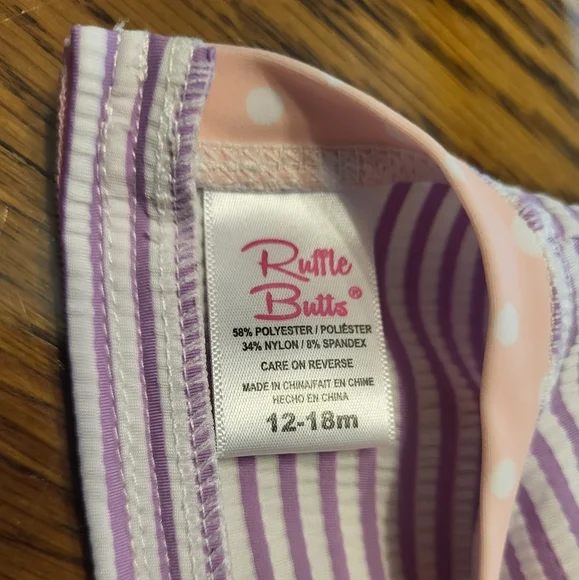 Ruffle
Butts®
58% POLYESTER / POLIÉSTER
34% NYLON / 8% SPANDEX
CARE ON REVERSE
MADE IN CHINA/FAIT EN CHINE
HECHO EN CHINA
12-18m